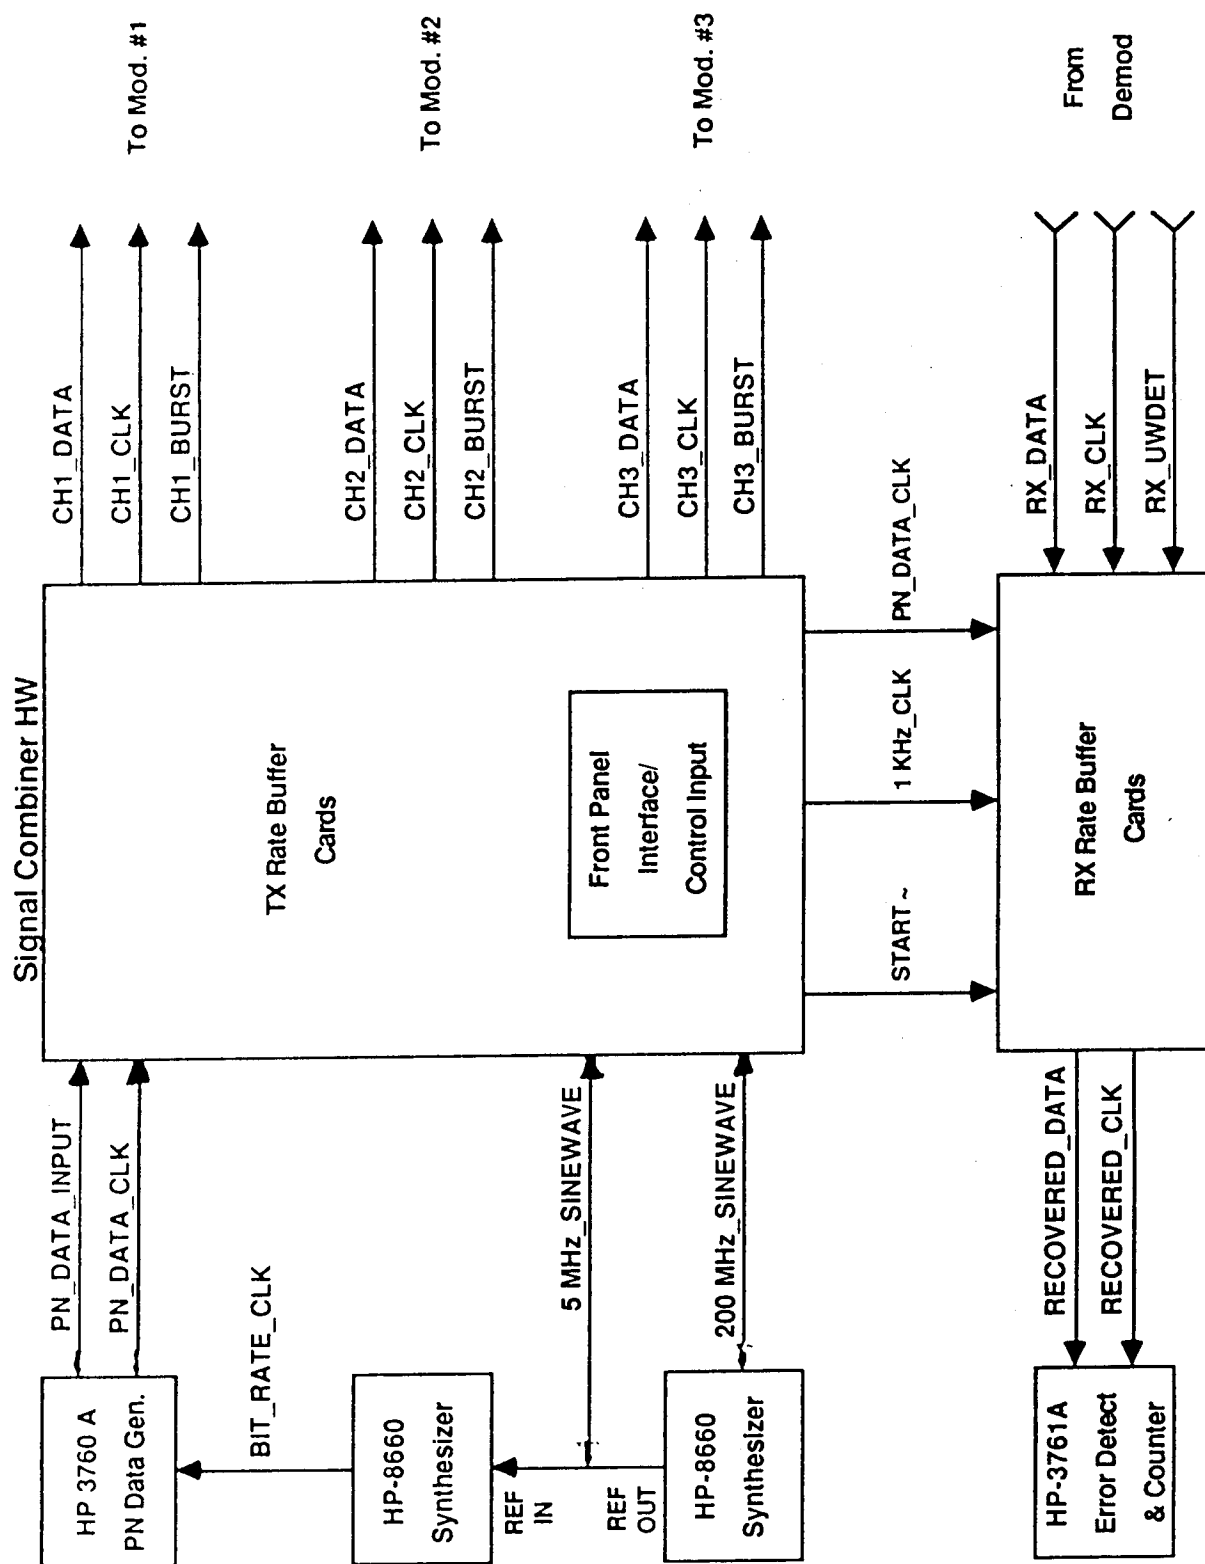 Signal Combiner HW
HP 3760 A
PN Data Gen.
PN_DATA_INPUT
PN_DATA_CLK
BIT_RATE_CLK
HP-8660
Synthesizer
REF
IN
REF
OUT
HP-8660
Synthesizer
5 MHz_SINEWAVE
200 MHz_SINEWAVE
TX Rate Buffer
Cards
Front Panel
Interface/
Control Input
CH1_DATA
CH1_CLK
CH1_BURST
To Mod. #1
CH2_DATA
CH2_CLK
CH2_BURST
To Mod. #2
CH3_DATA
CH3_CLK
CH3_BURST
To Mod. #3
START ~
1 KHz_CLK
PN_DATA_CLK
HP-3761A
Error Detect
& Counter
RECOVERED_DATA
RECOVERED_CLK
RX Rate Buffer
Cards
RX_DATA
RX_CLK
RX_UWDET
From
Demod